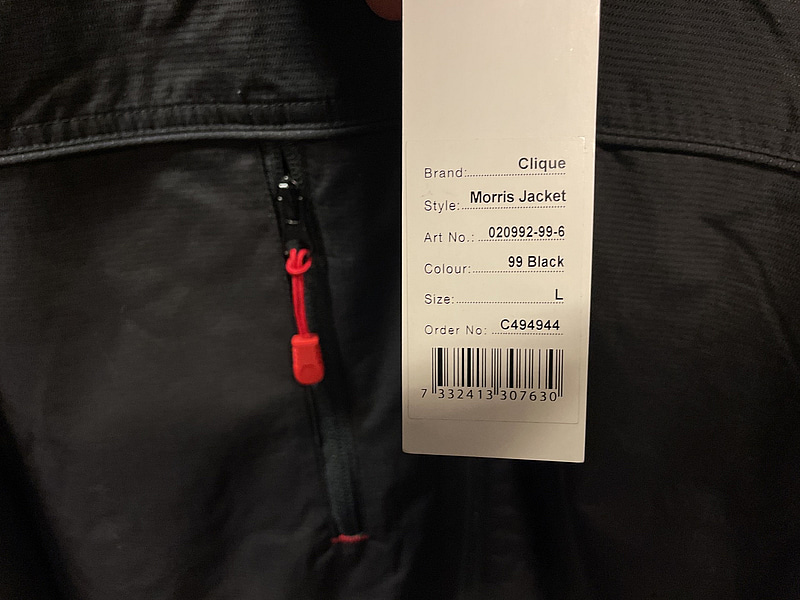 Brand: Clique
Style: Morris Jacket
Art No.: 020992-99-6
Colour: 99 Black
Size: L
Order No: C494944
7 332413 307630